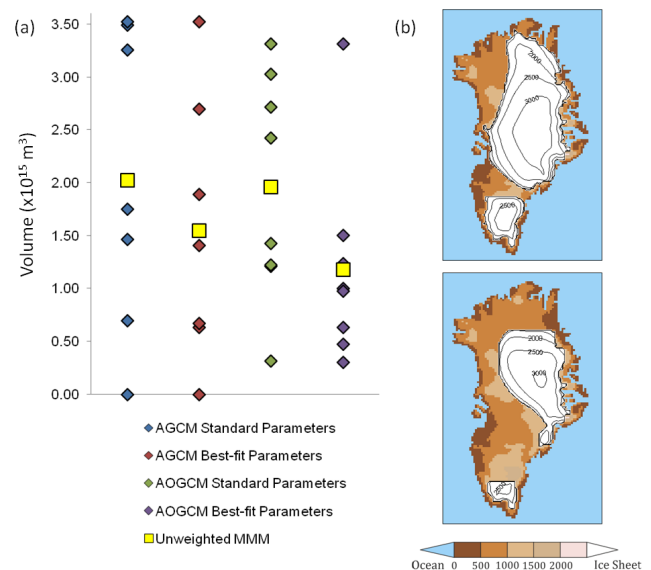 (a)
(b)
Volume (x10¹⁵ m³)
3.50
3.00
2.50
2.00
1.50
1.00
0.50
0.00
AGCM Standard Parameters
AGCM Best-fit Parameters
AOGCM Standard Parameters
AOGCM Best-fit Parameters
Unweighted MMM
2000
2500
3000
2500
2000
2500
3000
Ocean 0 500 1000 1500 2000 Ice Sheet